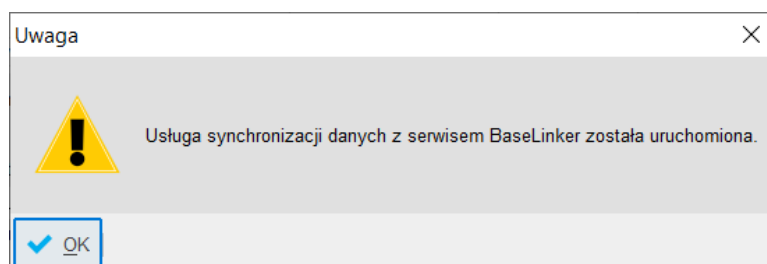 Uwaga
Usługa synchronizacji danych z serwisem BaseLinker została uruchomiona.
OK